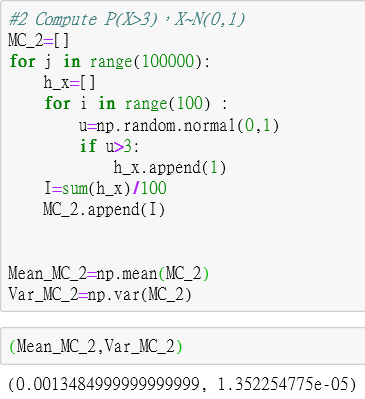 #2 Compute P(X>3)，X~N(0,1)
MC_2=[]
for j in range(100000):
    h_x=[]
    for i in range(100) :
        u=np.random.normal(0,1)
        if u>3:
            h_x.append(1)
    I=sum(h_x)/100
    MC_2.append(I)
Mean_MC_2=np.mean(MC_2)
Var_MC_2=np.var(MC_2)
(Mean_MC_2,Var_MC_2)
(0.0013484999999999999, 1.352254775e-05)